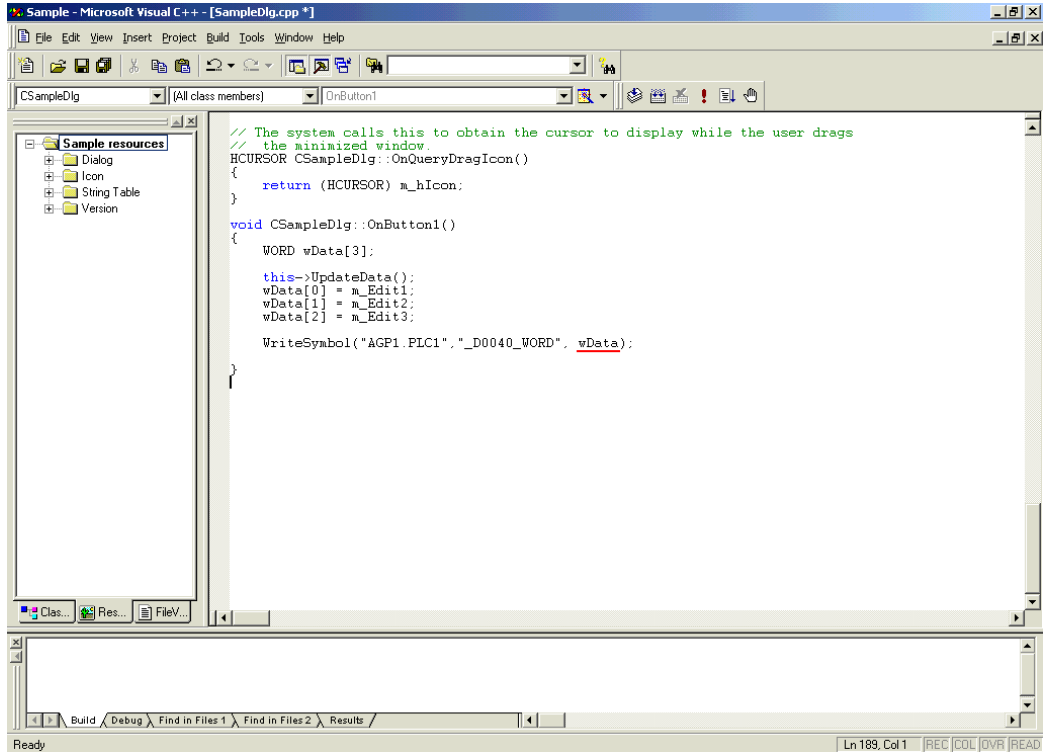 Sample - Microsoft Visual C++ - [SampleDlg.cpp *]
File Edit View Insert Project Build Tools Window Help
CSampleDlg (All class members) OnButton1
Sample resources
Dialog
Icon
String Table
Version
// The system calls this to obtain the cursor to display while the user drags
//  the minimized window.
HCURSOR CSampleDlg::OnQueryDragIcon()
{
    return (HCURSOR) m_hIcon;
}
void CSampleDlg::OnButton1()
{
    WORD wData[3];
    this->UpdateData();
    wData[0] = m_Edit1;
    wData[1] = m_Edit2;
    wData[2] = m_Edit3;
    WriteSymbol("AGP1.PLC1","_D0040_WORD", wData);
}
Clas... Res... FileV...
Build Debug Find in Files 1 Find in Files 2 Results
Ready Ln 189, Col 1 REC COL OVR READ